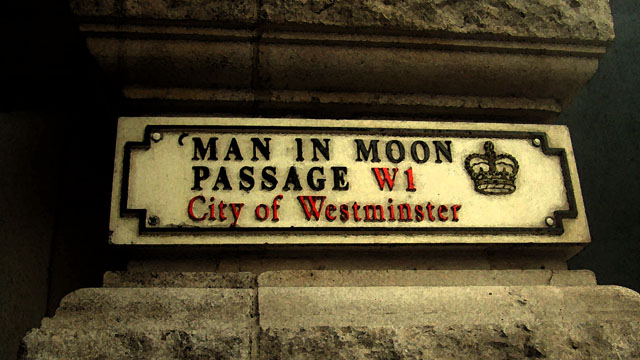 MAN IN MOON
PASSAGE W1
City of Westminster